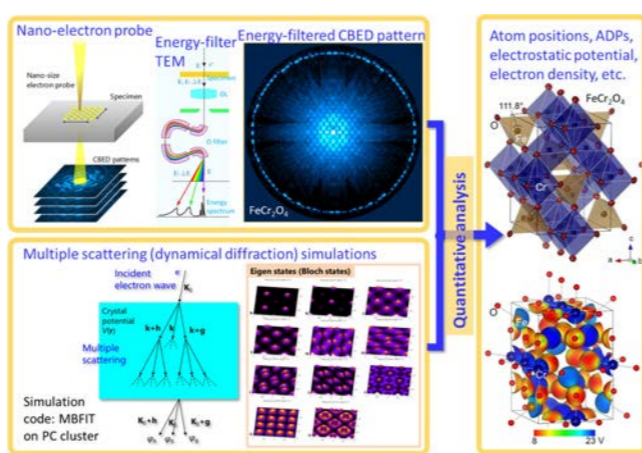 Nano-electron probe
Nano-size
electron probe
Specimen
CBED patterns
Energy-filter
TEM
Specimen
OL
Ω filter
Energy
spectrum
Energy-filtered CBED pattern
FeCr₂O₄
Multiple scattering (dynamical diffraction) simulations
Incident
electron wave
e
K₀
Crystal
potential
V(r)
k+h k k+g
Multiple
scattering
K₀+h K₀ K₀+g
Simulation
code: MBFIT
on PC cluster
Eigen states (Bloch states)
Quantitative analysis
Atom positions, ADPs,
electrostatic potential,
electron density, etc.
111.8°
FeCr₂O₄
O
Cr
c
a b
O
Cr
8 23 V